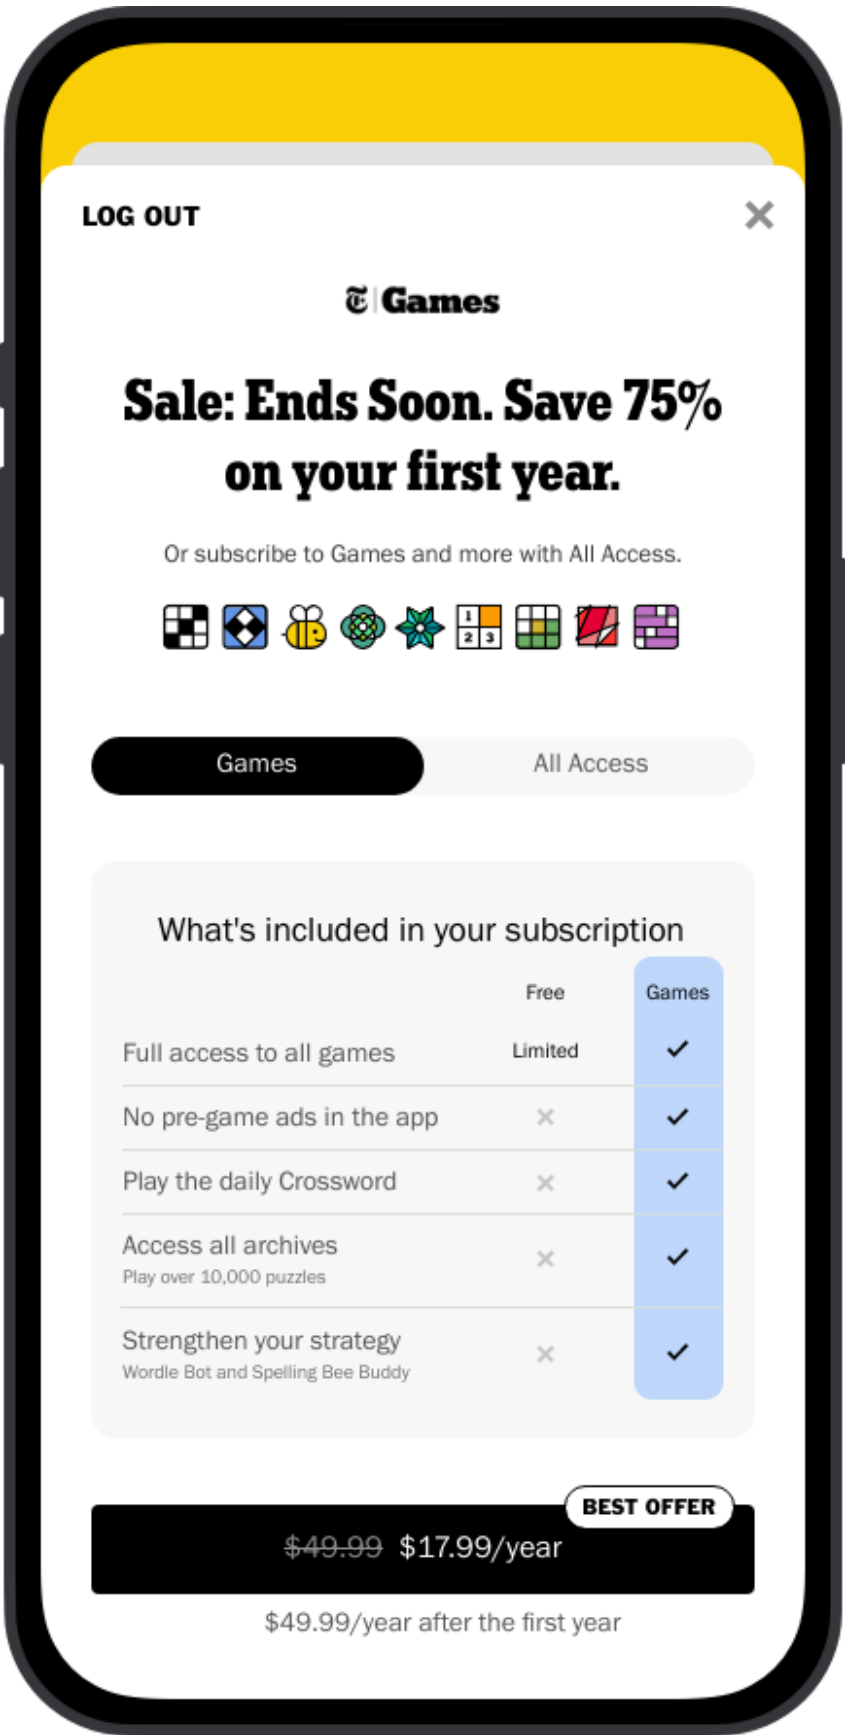 LOG OUT
Games
Sale: Ends Soon. Save 75%
on your first year.
Or subscribe to Games and more with All Access.
1
2 3
Games All Access
What's included in your subscription
Free Games
Full access to all games Limited
No pre-game ads in the app
Play the daily Crossword
Access all archives
Play over 10,000 puzzles
Strengthen your strategy
Wordle Bot and Spelling Bee Buddy
BEST OFFER
$49.99 $17.99/year
$49.99/year after the first year